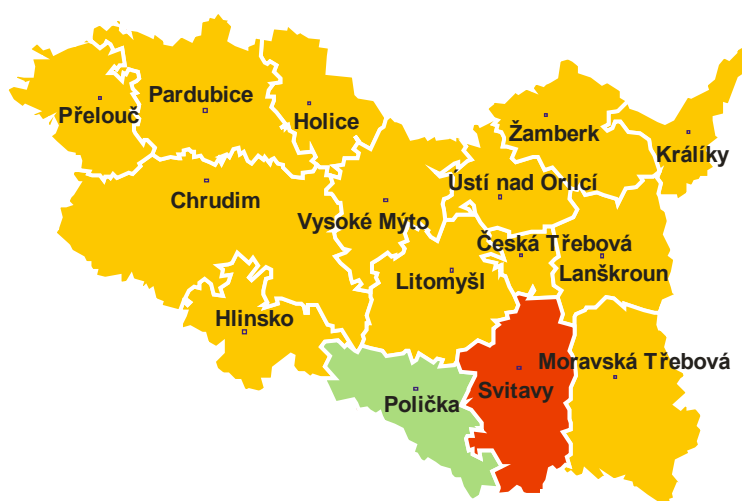 Pardubice
Přelouč
Holice
Žamberk
Králíky
Ústí nad Orlicí
Chrudim
Vysoké Mýto
Česká Třebová
Lanškroun
Litomyšl
Hlinsko
Moravská Třebová
Svitavy
Polička